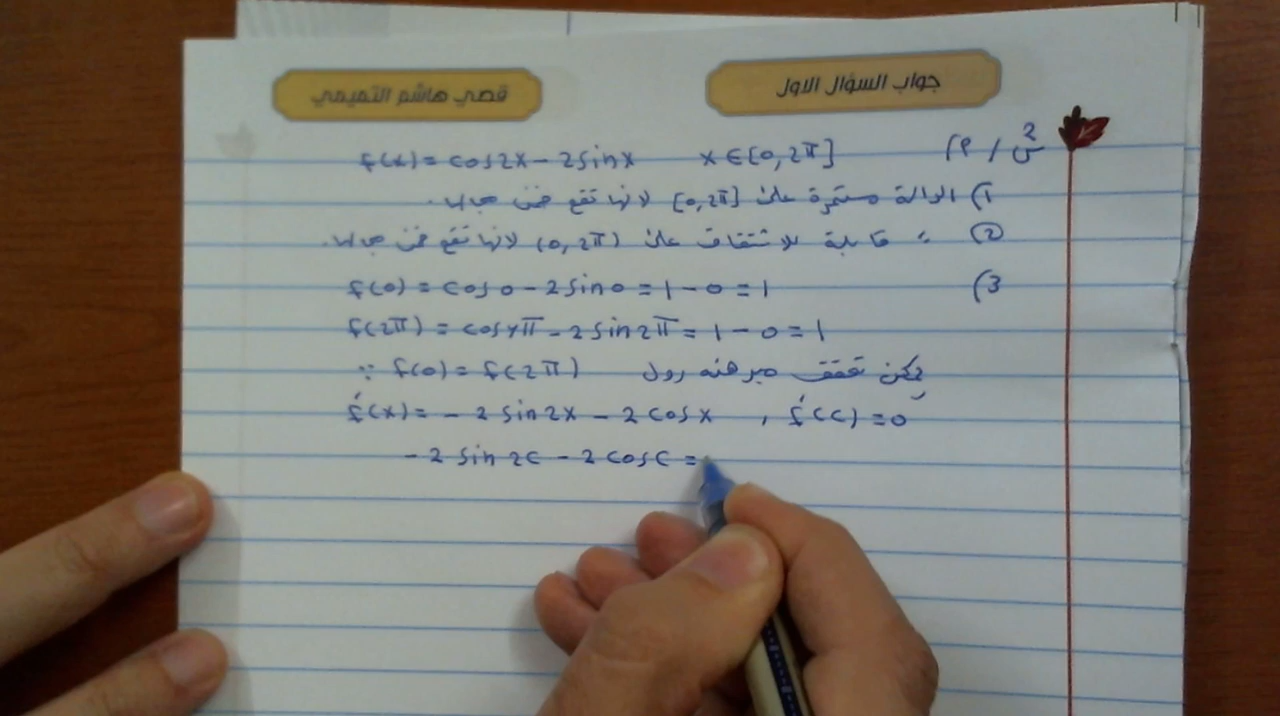 جواب السؤال الاول
قصي هاشم التميمي
س2 / P) f(x) = cos2x - 2sinx x ∈ [0, 2π]
1) الدالة مستمرة على [0, 2π] لانها تقع ضمن مجالها.
2) = قابلة للاشتقاق على (0, 2π) لانها تقع ضمن مجالها.
3) f(0) = cos0 - 2sin0 = 1 - 0 = 1
f(2π) = cos4π - 2sin2π = 1 - 0 = 1
∵ f(0) = f(2π) مبرهنة رول
f́(x) = - 2sin2x - 2cosx , f́(c) = 0
- 2sin2c - 2cosc =